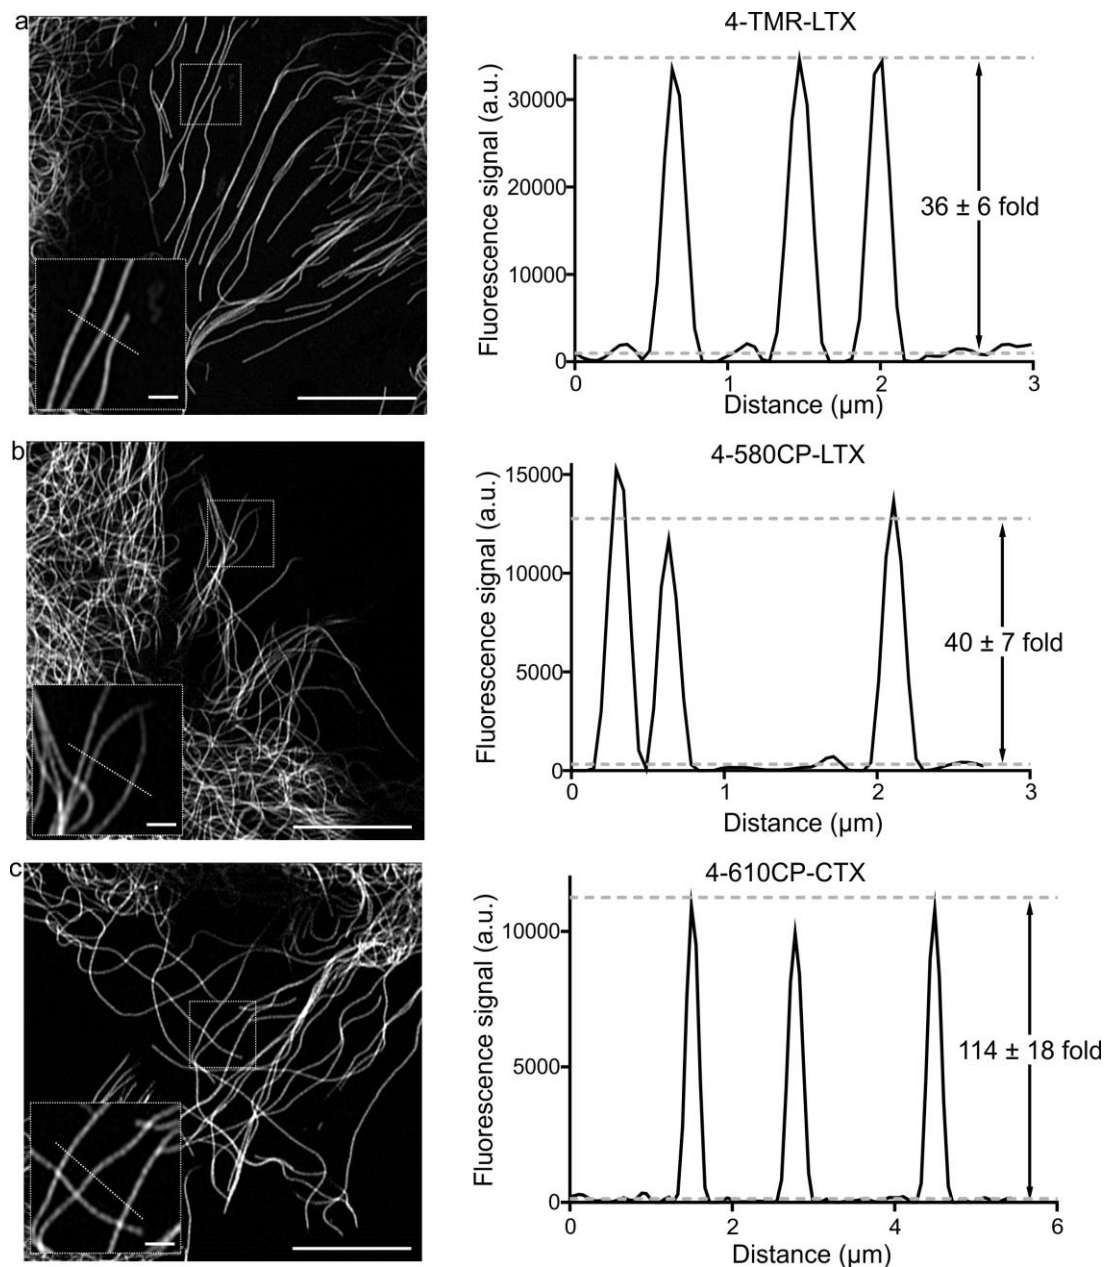 a
4-TMR-LTX
Fluorescence signal (a.u.)
30000
20000
10000
0
36 ± 6 fold
0 1 2 3
Distance (µm)
b
4-580CP-LTX
Fluorescence signal (a.u.)
15000
10000
5000
0
40 ± 7 fold
0 1 2 3
Distance (µm)
c
4-610CP-CTX
Fluorescence signal (a.u.)
10000
5000
0
114 ± 18 fold
0 2 4 6
Distance (µm)